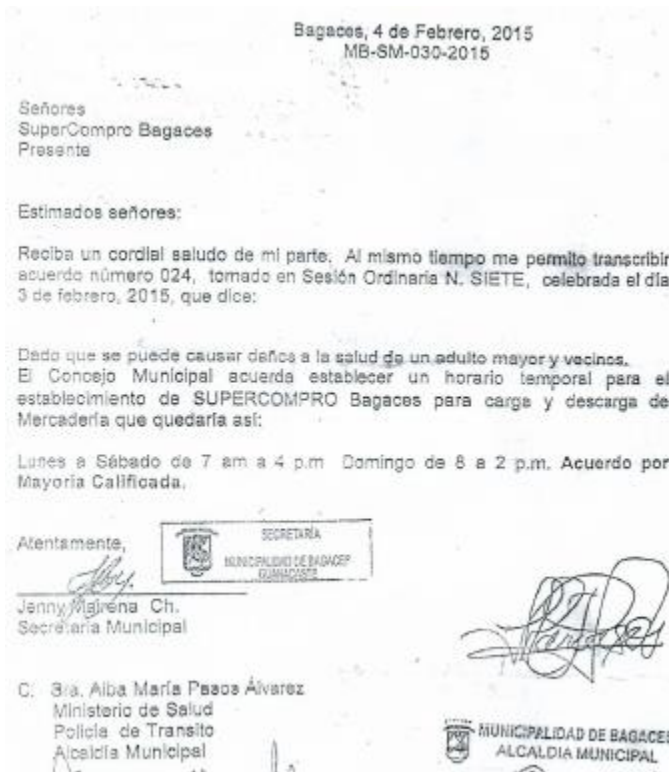 Bagaces, 4 de Febrero, 2015
MB-SM-030-2015
Señores
SuperCompro Bagaces
Presente
Estimados señores:
Reciba un cordial saludo de mi parte. Al mismo tiempo me permito transcribir
acuerdo número 024, tomado en Sesión Ordinaria N. SIETE, celebrada el día
3 de febrero, 2015, que dice:
Dado que se puede causar daños a la salud de un adulto mayor y vecinos.
El Concejo Municipal acuerda establecer un horario temporal para el
establecimiento de SUPERCOMPRO Bagaces para carga y descarga de
Mercadería que quedaría así:
Lunes a Sábado de 7 am a 4 p.m Domingo de 8 a 2 p.m. Acuerdo por
Mayoría Calificada.
Atentamente,
SECRETARÍA
MUNICIPALIDAD DE BAGACES
GUANACASTE
Jenny Mairena Ch.
Secretaria Municipal
C. Sra. Alba María Pasos Álvarez
Ministerio de Salud
Policía de Transito
Alcaldía Municipal
MUNICIPALIDAD DE BAGACES
ALCALDIA MUNICIPAL